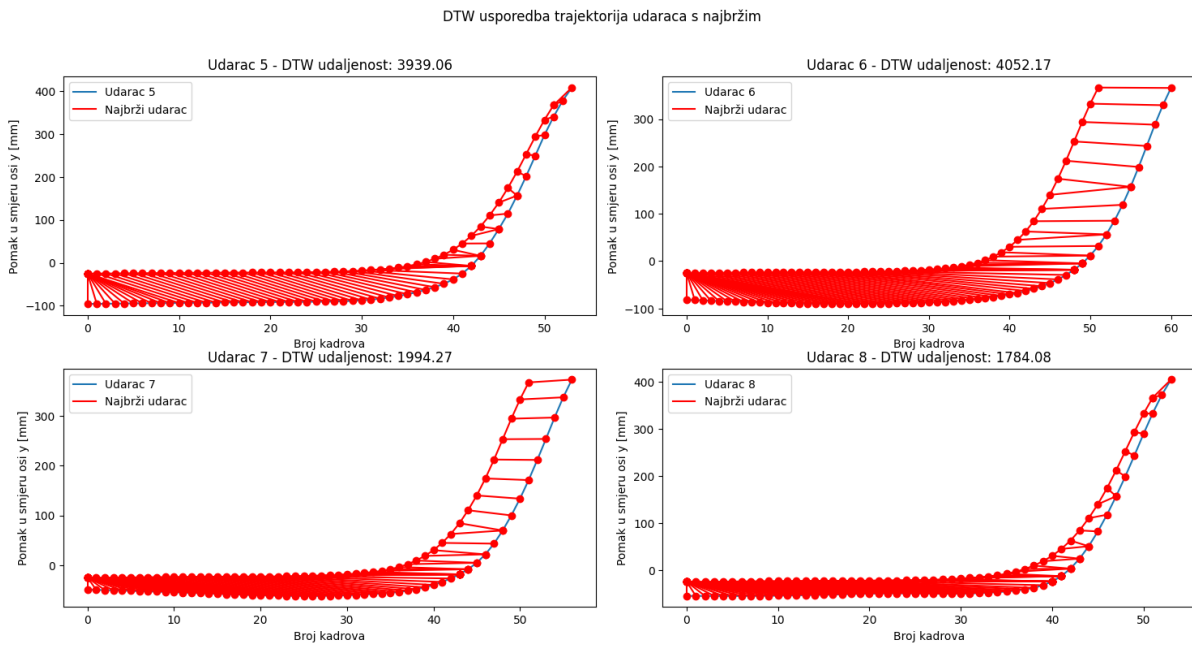 DTW usporedba trajektorija udaraca s najbržim
Udarac 5 - DTW udaljenost: 3939.06
Pomak u smjeru osi y [mm]
400
300
200
100
0
−100
Udarac 5
Najbrži udarac
0 10 20 30 40 50
Broj kadrova
Udarac 6 - DTW udaljenost: 4052.17
Pomak u smjeru osi y [mm]
300
200
100
0
−100
Udarac 6
Najbrži udarac
0 10 20 30 40 50 60
Broj kadrova
Udarac 7 - DTW udaljenost: 1994.27
Pomak u smjeru osi y [mm]
300
200
100
0
Udarac 7
Najbrži udarac
0 10 20 30 40 50
Broj kadrova
Udarac 8 - DTW udaljenost: 1784.08
Pomak u smjeru osi y [mm]
400
300
200
100
0
Udarac 8
Najbrži udarac
0 10 20 30 40 50
Broj kadrova